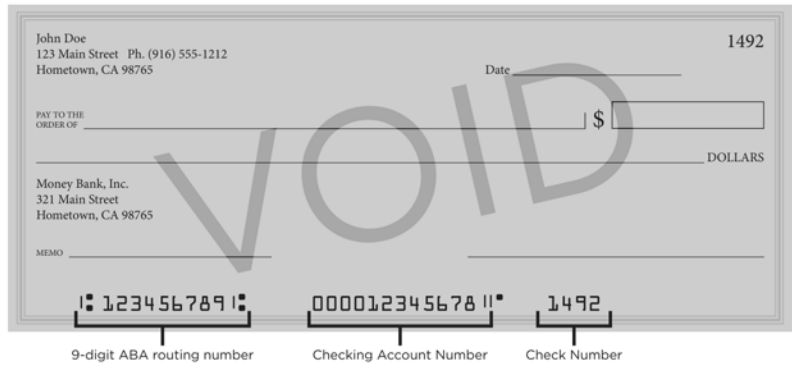 John Doe
1492
123 Main Street Ph. (916) 555-1212
Hometown, CA 98765
Date
PAY TO THE
ORDER OF
$
DOLLARS
VOID
Money Bank, Inc.
321 Main Street
Hometown, CA 98765
MEMO
⑆ 123456789 ⑆ 000012345678 ⑈ 1492
9-digit ABA routing number Checking Account Number Check Number